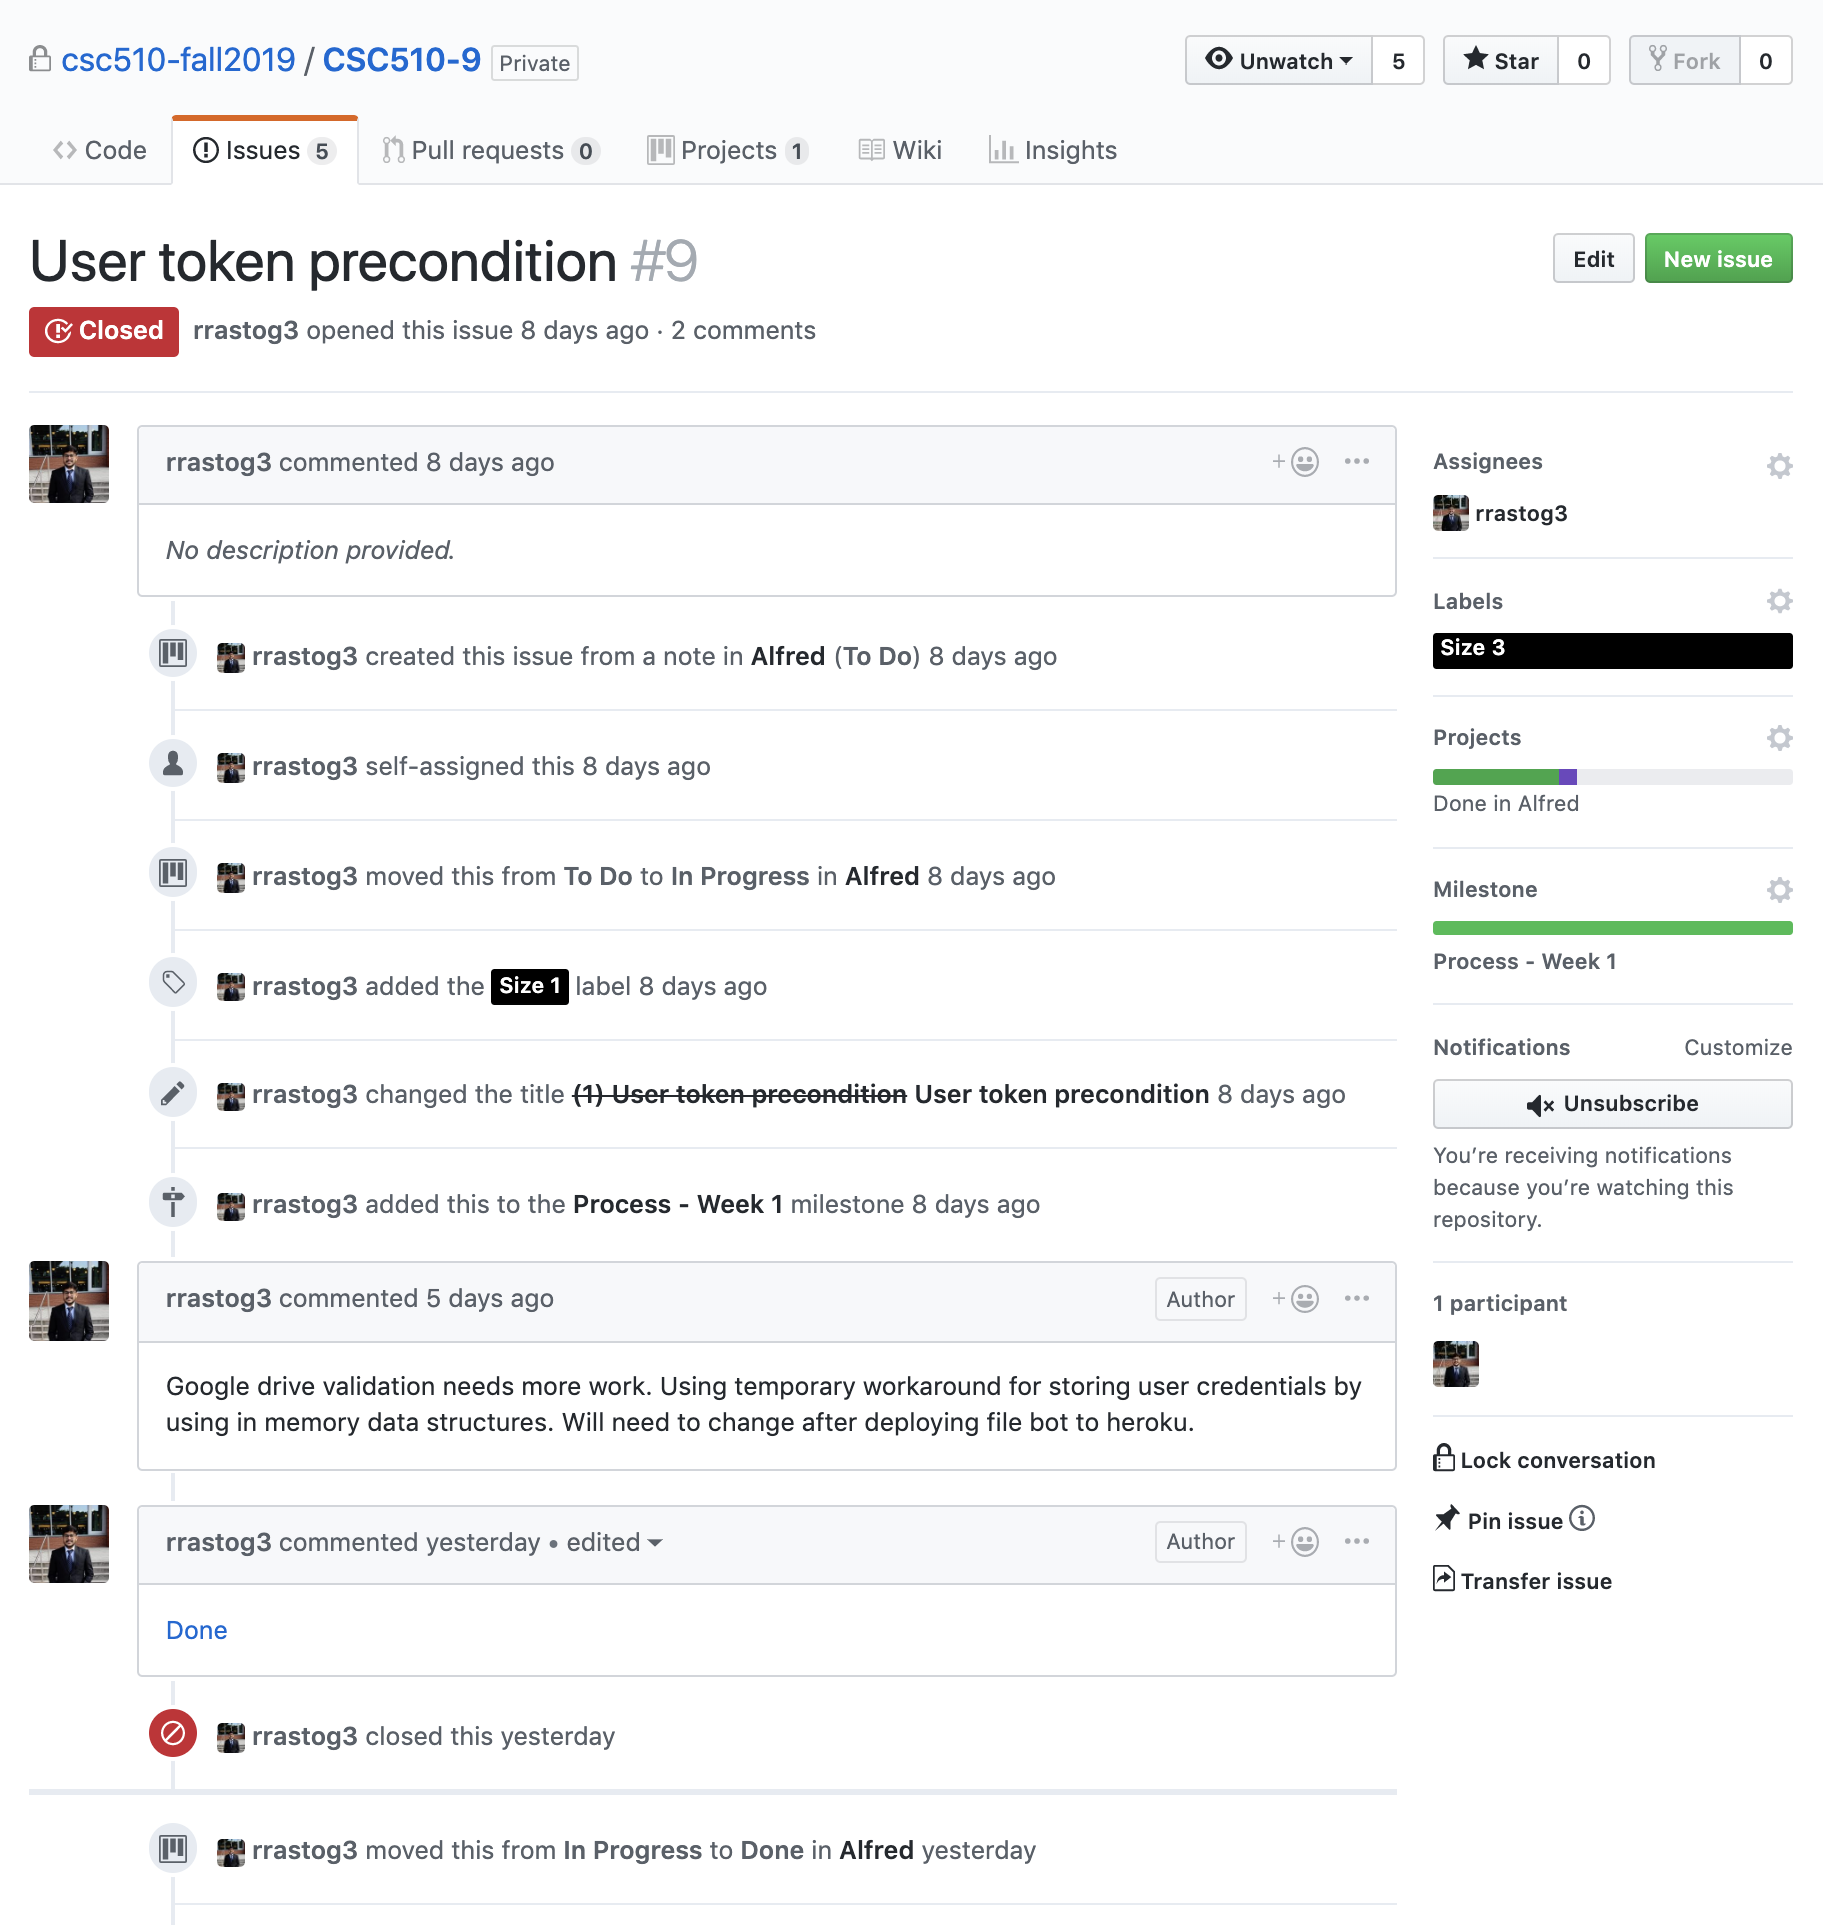 csc510-fall2019 / CSC510-9 Private
Unwatch 5 Star 0 Fork 0
Code Issues 5 Pull requests 0 Projects 1 Wiki Insights
User token precondition #9
Edit New issue
Closed rrastog3 opened this issue 8 days ago · 2 comments
rrastog3 commented 8 days ago
No description provided.
rrastog3 created this issue from a note in Alfred (To Do) 8 days ago
rrastog3 self-assigned this 8 days ago
rrastog3 moved this from To Do to In Progress in Alfred 8 days ago
rrastog3 added the Size 1 label 8 days ago
rrastog3 changed the title (1) User token precondition User token precondition 8 days ago
rrastog3 added this to the Process - Week 1 milestone 8 days ago
rrastog3 commented 5 days ago Author
Google drive validation needs more work. Using temporary workaround for storing user credentials by
using in memory data structures. Will need to change after deploying file bot to heroku.
rrastog3 commented yesterday • edited Author
Done
rrastog3 closed this yesterday
rrastog3 moved this from In Progress to Done in Alfred yesterday
Assignees
rrastog3
Labels
Size 3
Projects
Done in Alfred
Milestone
Process - Week 1
Notifications Customize
Unsubscribe
You’re receiving notifications
because you’re watching this
repository.
1 participant
Lock conversation
Pin issue
Transfer issue